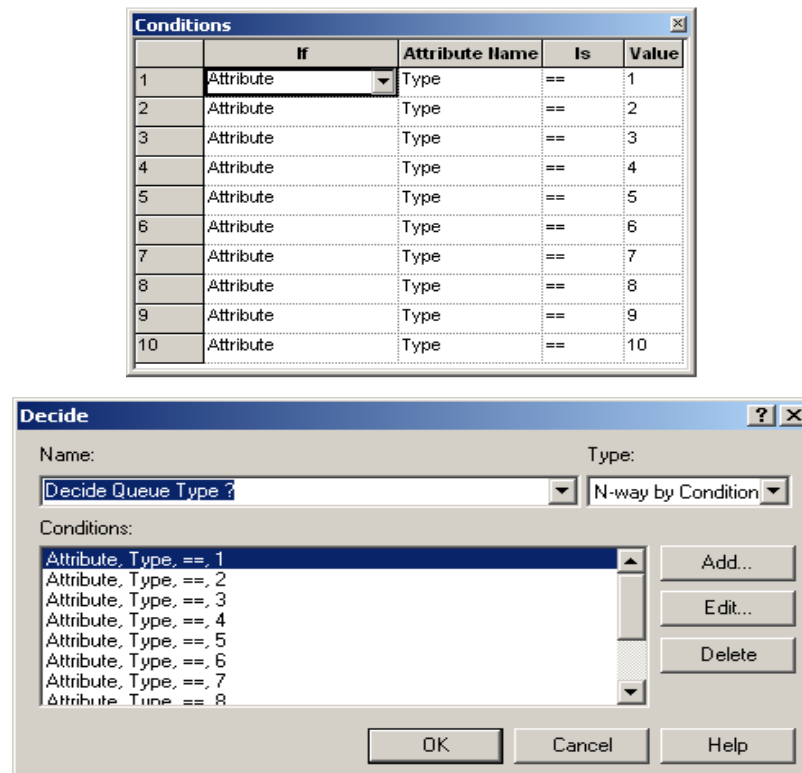 Conditions
If Attribute Name Is Value
1 Attribute Type == 1
2 Attribute Type == 2
3 Attribute Type == 3
4 Attribute Type == 4
5 Attribute Type == 5
6 Attribute Type == 6
7 Attribute Type == 7
8 Attribute Type == 8
9 Attribute Type == 9
10 Attribute Type == 10
Decide
Name: Type:
Decide Queue Type ? N-way by Condition
Conditions:
Attribute, Type, ==, 1
Attribute, Type, ==, 2
Attribute, Type, ==, 3
Attribute, Type, ==, 4
Attribute, Type, ==, 5
Attribute, Type, ==, 6
Attribute, Type, ==, 7
Attribute, Type, ==, 8
Add...
Edit...
Delete
OK Cancel Help